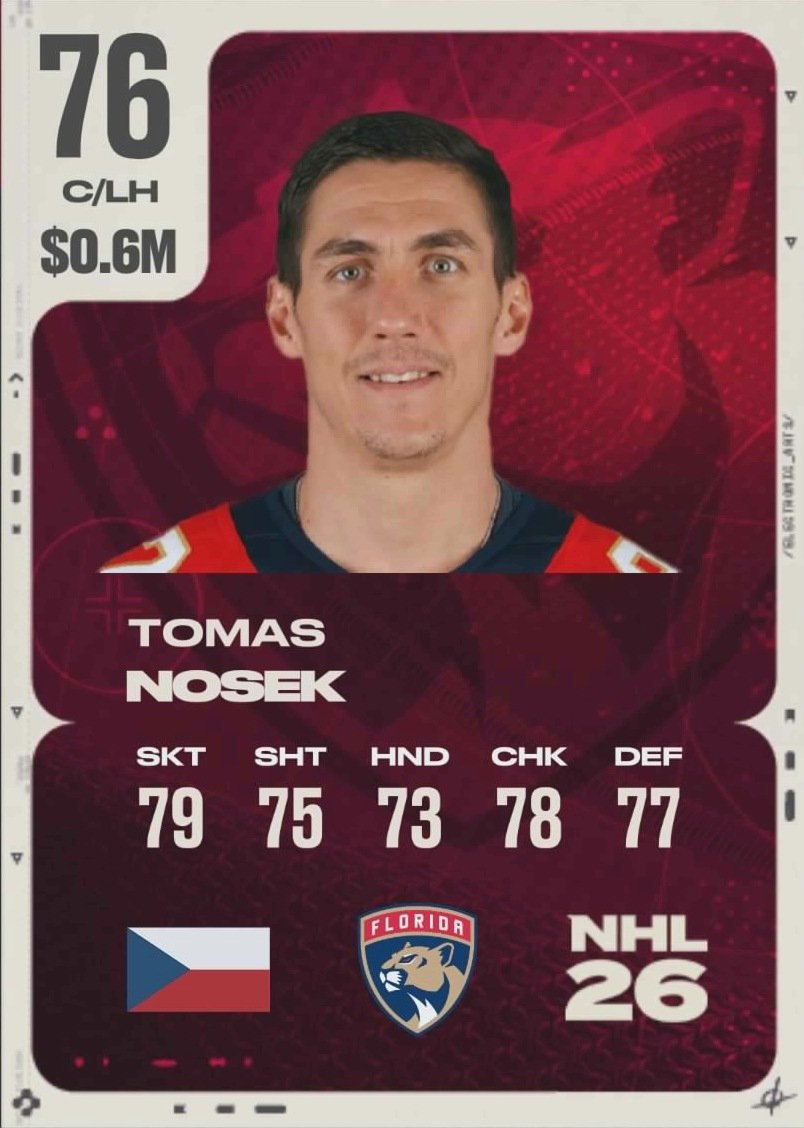 76
C/LH
$0.6M
TOMAS
NOSEK
SKT SHT HND CHK DEF
79 75 73 78 77
FLORIDA
NHL
26
/ELECTRONIC_ARTS/